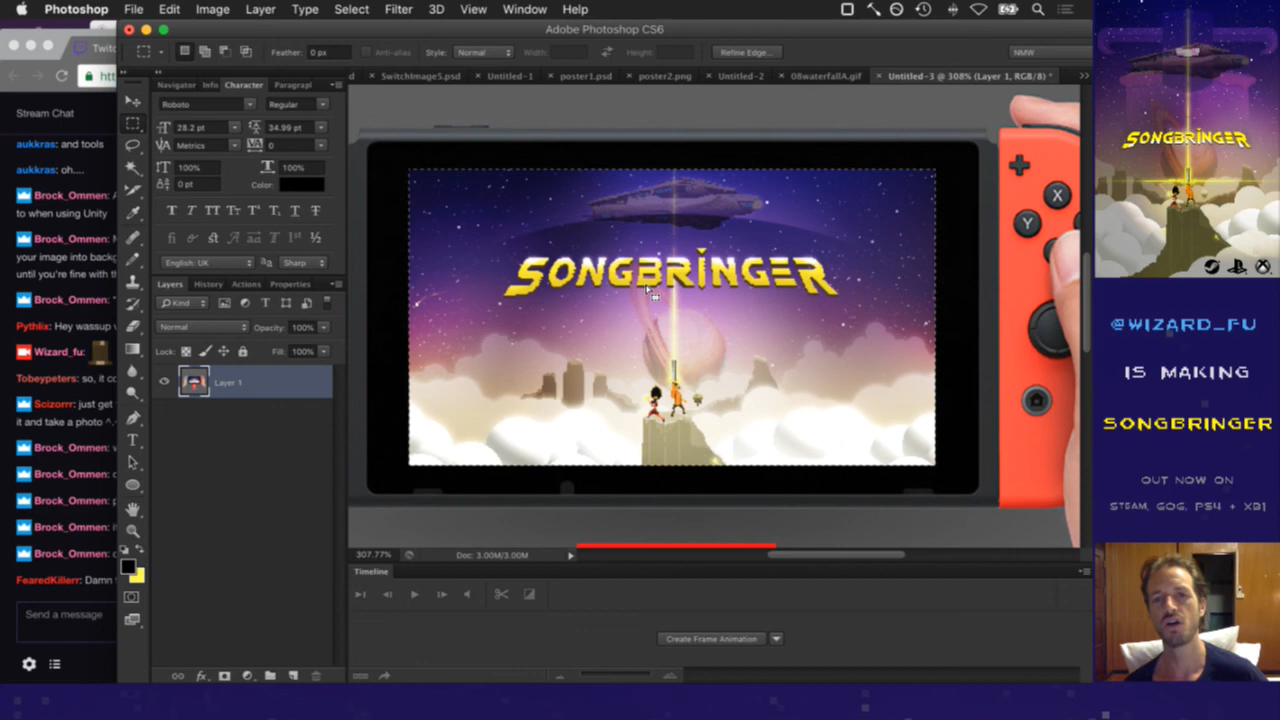 Photoshop File Edit Image Layer Type Select Filter 3D View Window Help
Adobe Photoshop CS6
Feather: 0 px Anti-alias Style: Normal Width: Height: Refine Edge... NMW
SwitchImage5.psd Untitled-1 poster1.psd poster2.png Untitled-2 08waterfallA.gif Untitled-3 @ 308% (Layer 1, RGB/8) *
Navigator Info Character Paragrapl
Roboto Regular
28.2 pt 34.99 pt
Metrics 0
100% 100%
0 pt Color:
English: UK Sharp
Layers History Actions Properties
Kind
Normal Opacity: 100%
Lock: Fill: 100%
Layer 1
SONGBRINGER
X
Y
307.77% Doc: 3.00M/3.00M
Timeline
Create Frame Animation
Twitc
htt
Stream Chat
aukkras: and tools
aukkras: oh....
Brock_Ommen: A
to when using Unity
Brock_Ommen: M
your image into backg
until you're fine with th
Brock_Ommen:
Pythlix: Hey wassup
Wizard_fu:
Tobeypeters: so, it co
Scizorrr: just get
it and take a photo ^.
Brock_Ommen:
Brock_Ommen:
Brock_Ommen:
Brock_Ommen: it
Brock_Ommen:
FearedKillerr: Damn
Send a message
SONGBRINGER
@WIZARD_FU
IS MAKING
SONGBRINGER
OUT NOW ON
STEAM, GOG, PS4 + XB1